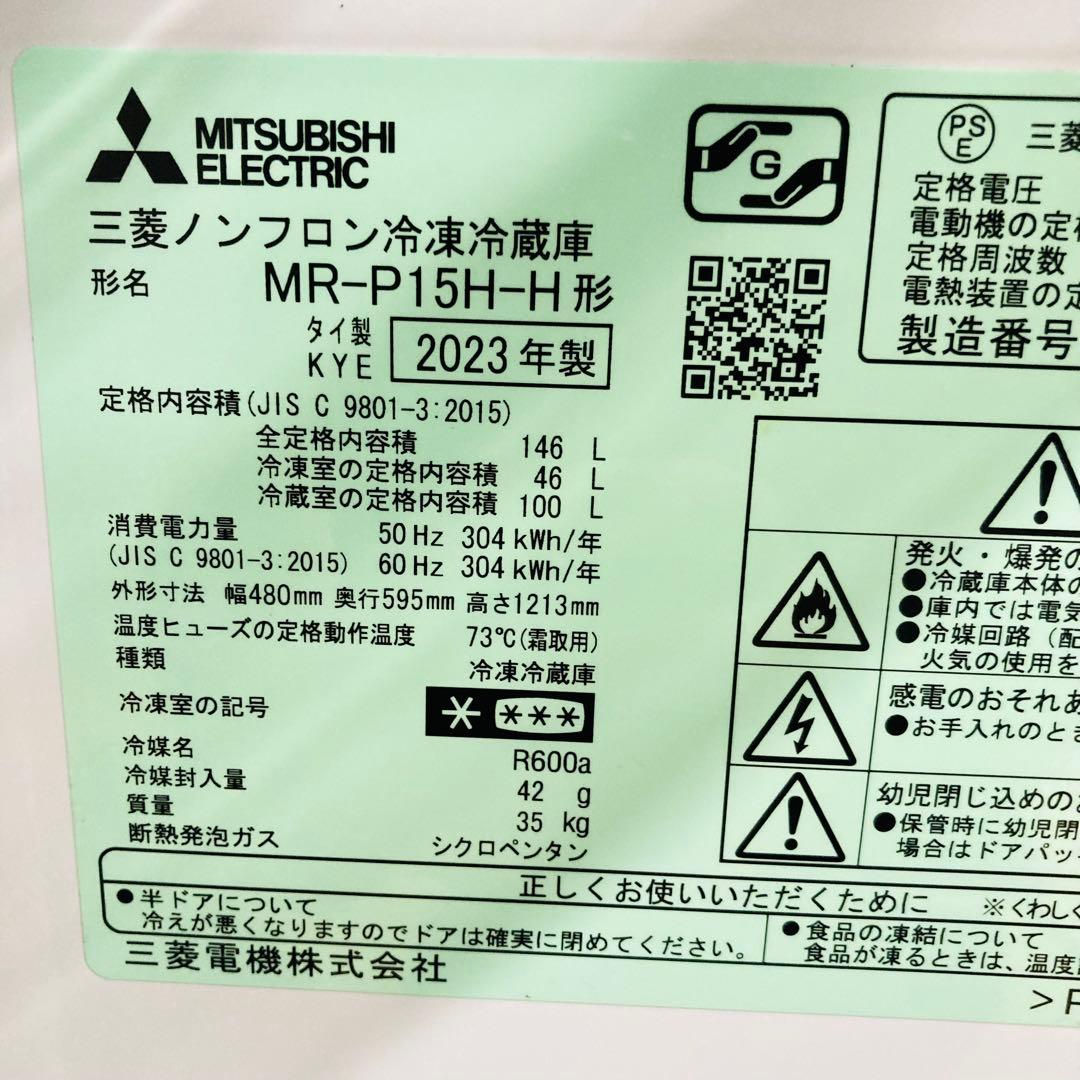 MITSUBISHI
ELECTRIC
三菱ノンフロン冷凍冷蔵庫
形名 MR-P15H-H形
タイ製
KYE 2023年製
定格内容積(JIS C 9801-3:2015)
全定格内容積 146 L
冷凍室の定格内容積 46 L
冷蔵室の定格内容積 100 L
消費電力量 50Hz 304kWh/年
(JIS C 9801-3:2015) 60Hz 304kWh/年
外形寸法 幅480mm 奥行595mm 高さ1213mm
温度ヒューズの定格動作温度 73℃(霜取用)
種類 冷凍冷蔵庫
冷凍室の記号 * ***
冷媒名 R600a
冷媒封入量 42 g
質量 35 kg
断熱発泡ガス シクロペンタン
G
PS
E
三菱
定格電圧
電動機の定格
定格周波数
電熱装置の定
製造番号
発火・爆発の
●冷蔵庫本体の
●庫内では電気
●冷媒回路(配
火気の使用を
感電のおそれあ
●お手入れのとき
幼児閉じ込めのお
●保管時に幼児閉
場合はドアパッキ
正しくお使いいただくために ※くわしく
●半ドアについて
冷えが悪くなりますのでドアは確実に閉めてください。
●食品の凍結について
食品が凍るときは、温度
三菱電機株式会社
>P